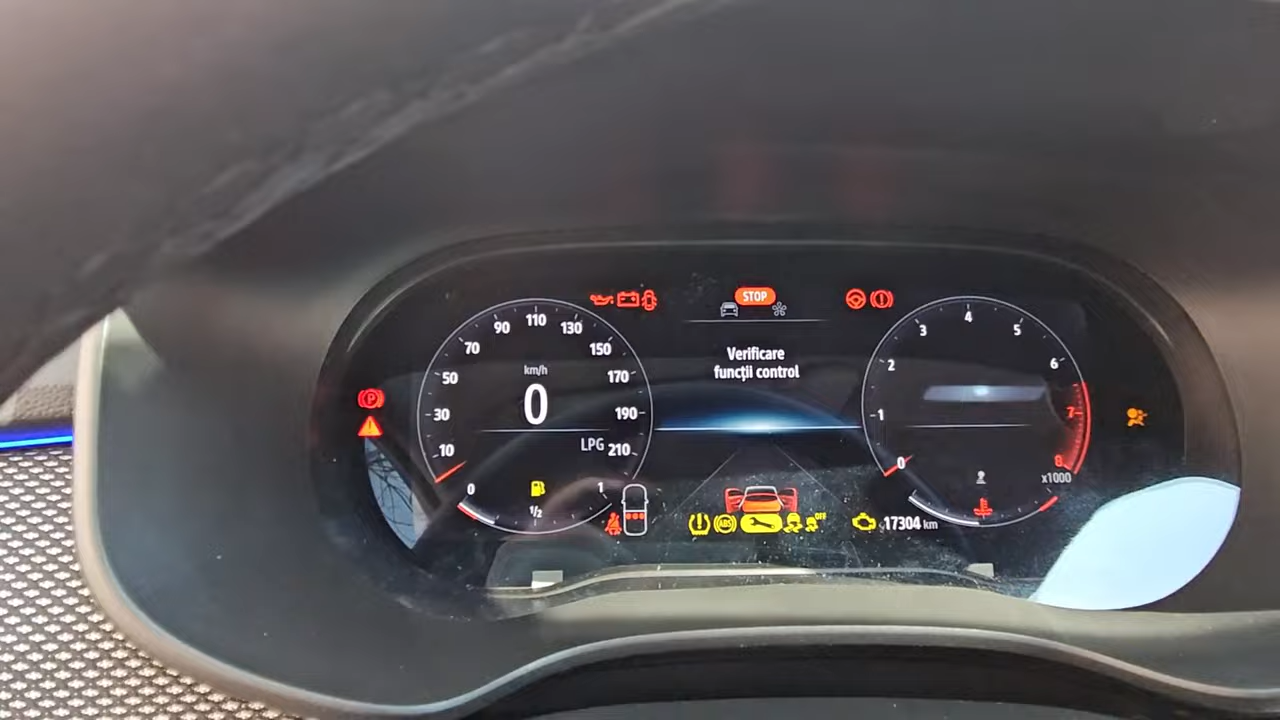 STOP
Verificare
funcții control
10
30
50
70
90
110
130
150
170
190
210
km/h
0
LPG
0
1/2
1
P
ABS
OFF
17304 km
0
1
2
3
4
5
6
7
8
x1000